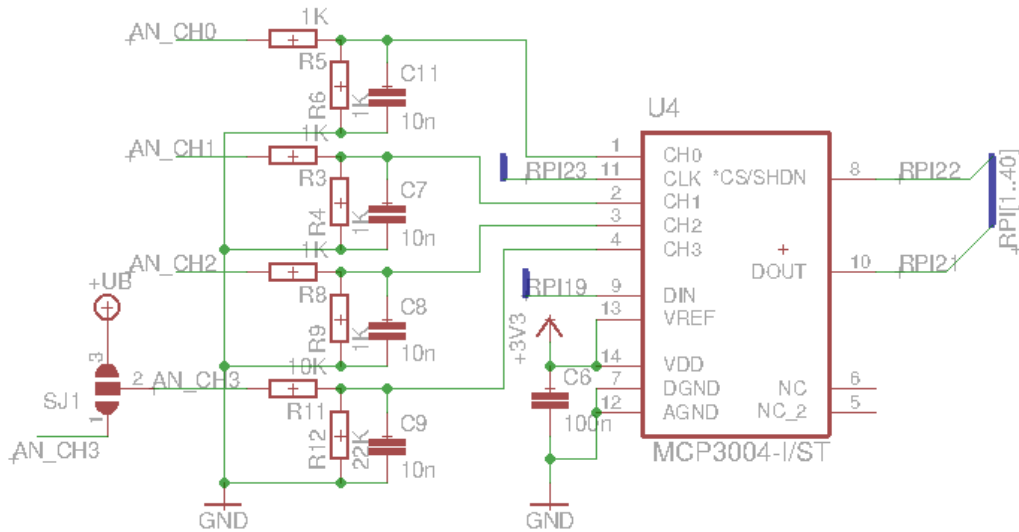 AN_CH0
1K
R5
R6
1K
C11
10n
AN_CH1
1K
R3
R4
1K
C7
10n
AN_CH2
1K
R8
R9
1K
C8
10n
+UB
3
2
1
SJ1
AN_CH3
AN_CH3
10K
R11
R12
22K
C9
10n
GND
U4
1 CH0
RPI23 11 CLK
2 CH1
3 CH2
4 CH3
RPI19 9 DIN
13 VREF
14 VDD
7 DGND
12 AGND
*CS/SHDN 8 RPI22
DOUT 10 RPI21
NC 6
NC_2 5
RPI[1..40]
+3V3
C6
100n
GND
MCP3004-I/ST